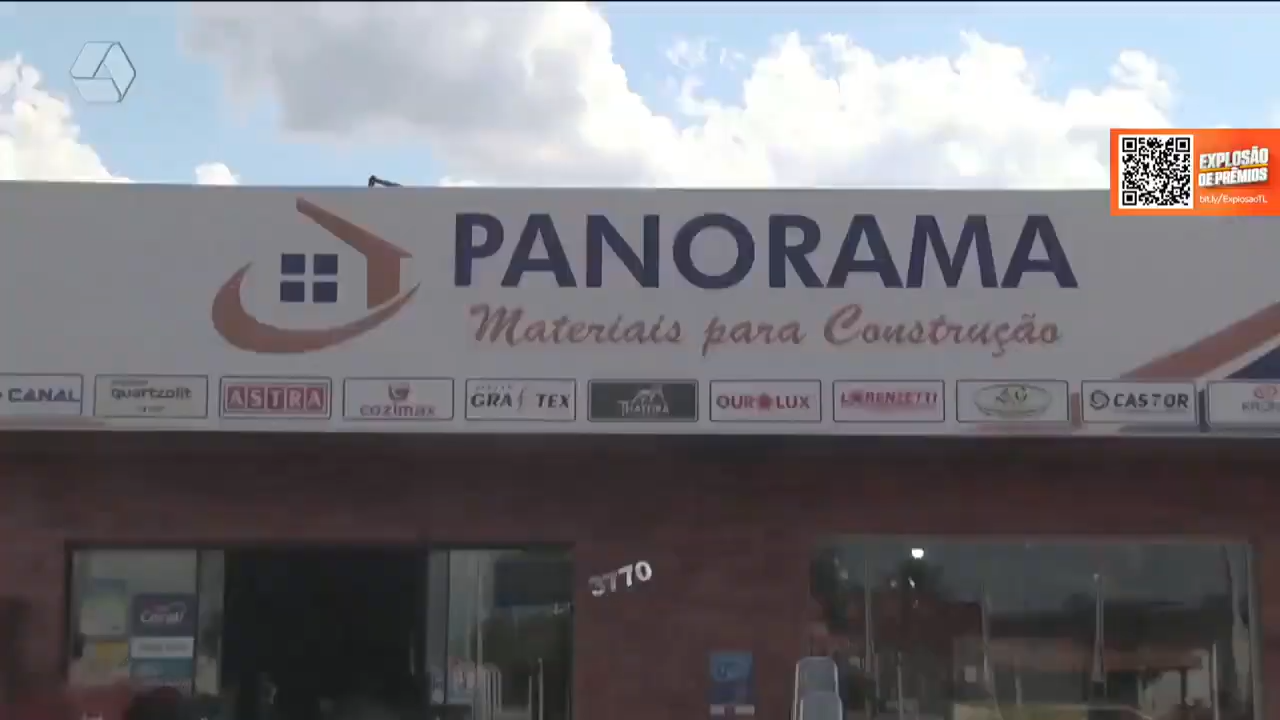 EXPLOSÃO
DE PRÊMIOS
bit.ly/ExplosaoTL
PANORAMA
Materiais para Construção
CANAL
quartzolit
ASTRA
cozimax
GRAFTEX
OUROLUX
LORENZETTI
CASTOR
3770
Coral